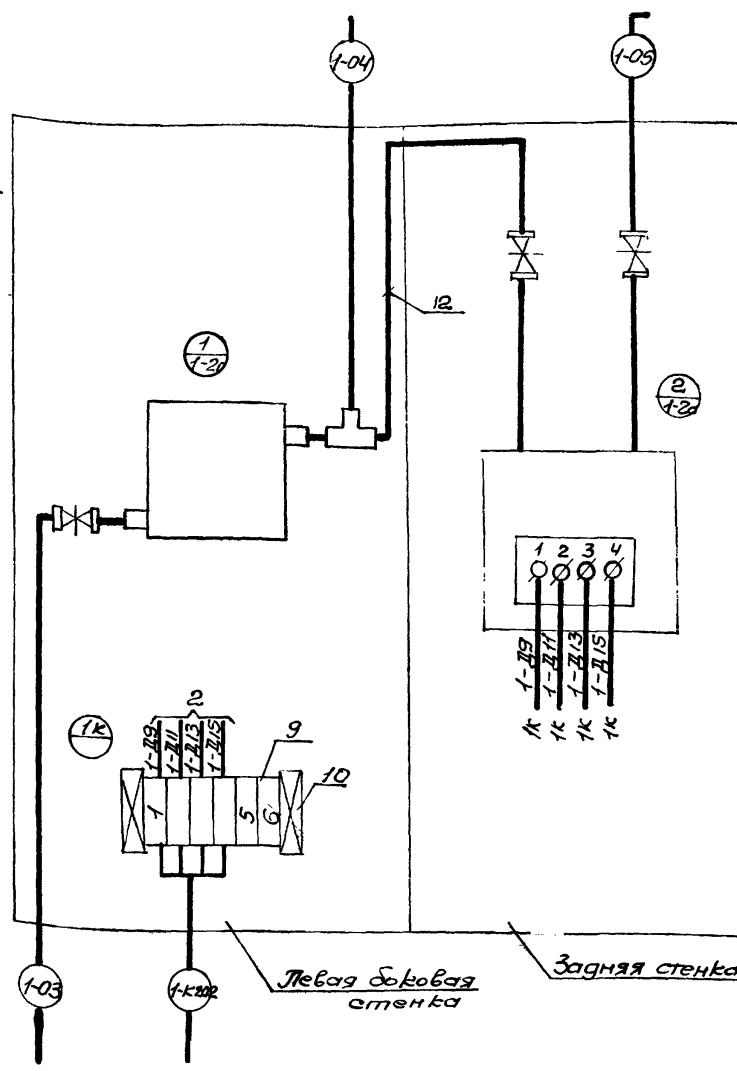 1-04
1-05
12
1
1-2а
2
1-2а
1 2 3 4
1-Д9
1-Д11
1-Д13
1-Д15
1К
1К
1К
1К
1К
2
1-Д9
1-Д11
1-Д13
1-Д15
9
10
1
5
6
1-03
1-К202
Левая боковая
стенка
Задняя стенка